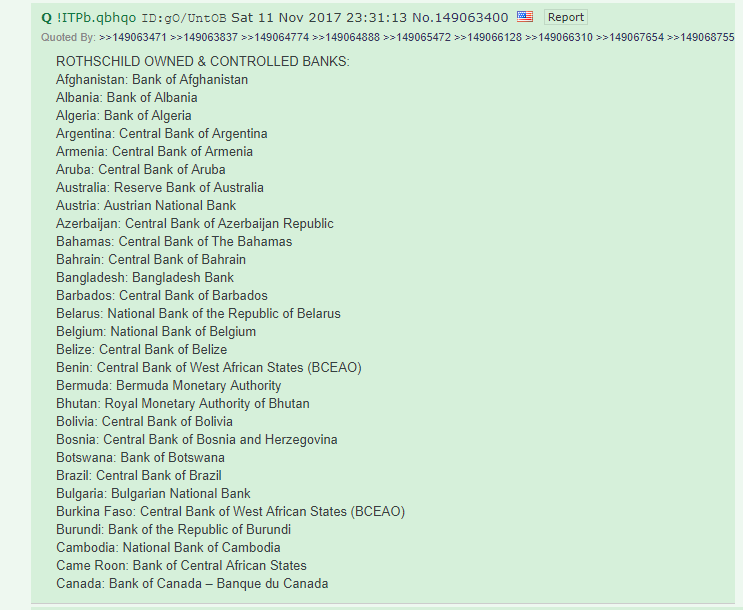 Q !ITPb.qbhqo ID:gO/UntOB Sat 11 Nov 2017 23:31:13 No.149063400 Report
Quoted By: >>149063471 >>149063837 >>149064774 >>149064888 >>149065472 >>149066128 >>149066310 >>149067654 >>149068755
ROTHSCHILD OWNED & CONTROLLED BANKS:
Afghanistan: Bank of Afghanistan
Albania: Bank of Albania
Algeria: Bank of Algeria
Argentina: Central Bank of Argentina
Armenia: Central Bank of Armenia
Aruba: Central Bank of Aruba
Australia: Reserve Bank of Australia
Austria: Austrian National Bank
Azerbaijan: Central Bank of Azerbaijan Republic
Bahamas: Central Bank of The Bahamas
Bahrain: Central Bank of Bahrain
Bangladesh: Bangladesh Bank
Barbados: Central Bank of Barbados
Belarus: National Bank of the Republic of Belarus
Belgium: National Bank of Belgium
Belize: Central Bank of Belize
Benin: Central Bank of West African States (BCEAO)
Bermuda: Bermuda Monetary Authority
Bhutan: Royal Monetary Authority of Bhutan
Bolivia: Central Bank of Bolivia
Bosnia: Central Bank of Bosnia and Herzegovina
Botswana: Bank of Botswana
Brazil: Central Bank of Brazil
Bulgaria: Bulgarian National Bank
Burkina Faso: Central Bank of West African States (BCEAO)
Burundi: Bank of the Republic of Burundi
Cambodia: National Bank of Cambodia
Came Roon: Bank of Central African States
Canada: Bank of Canada – Banque du Canada